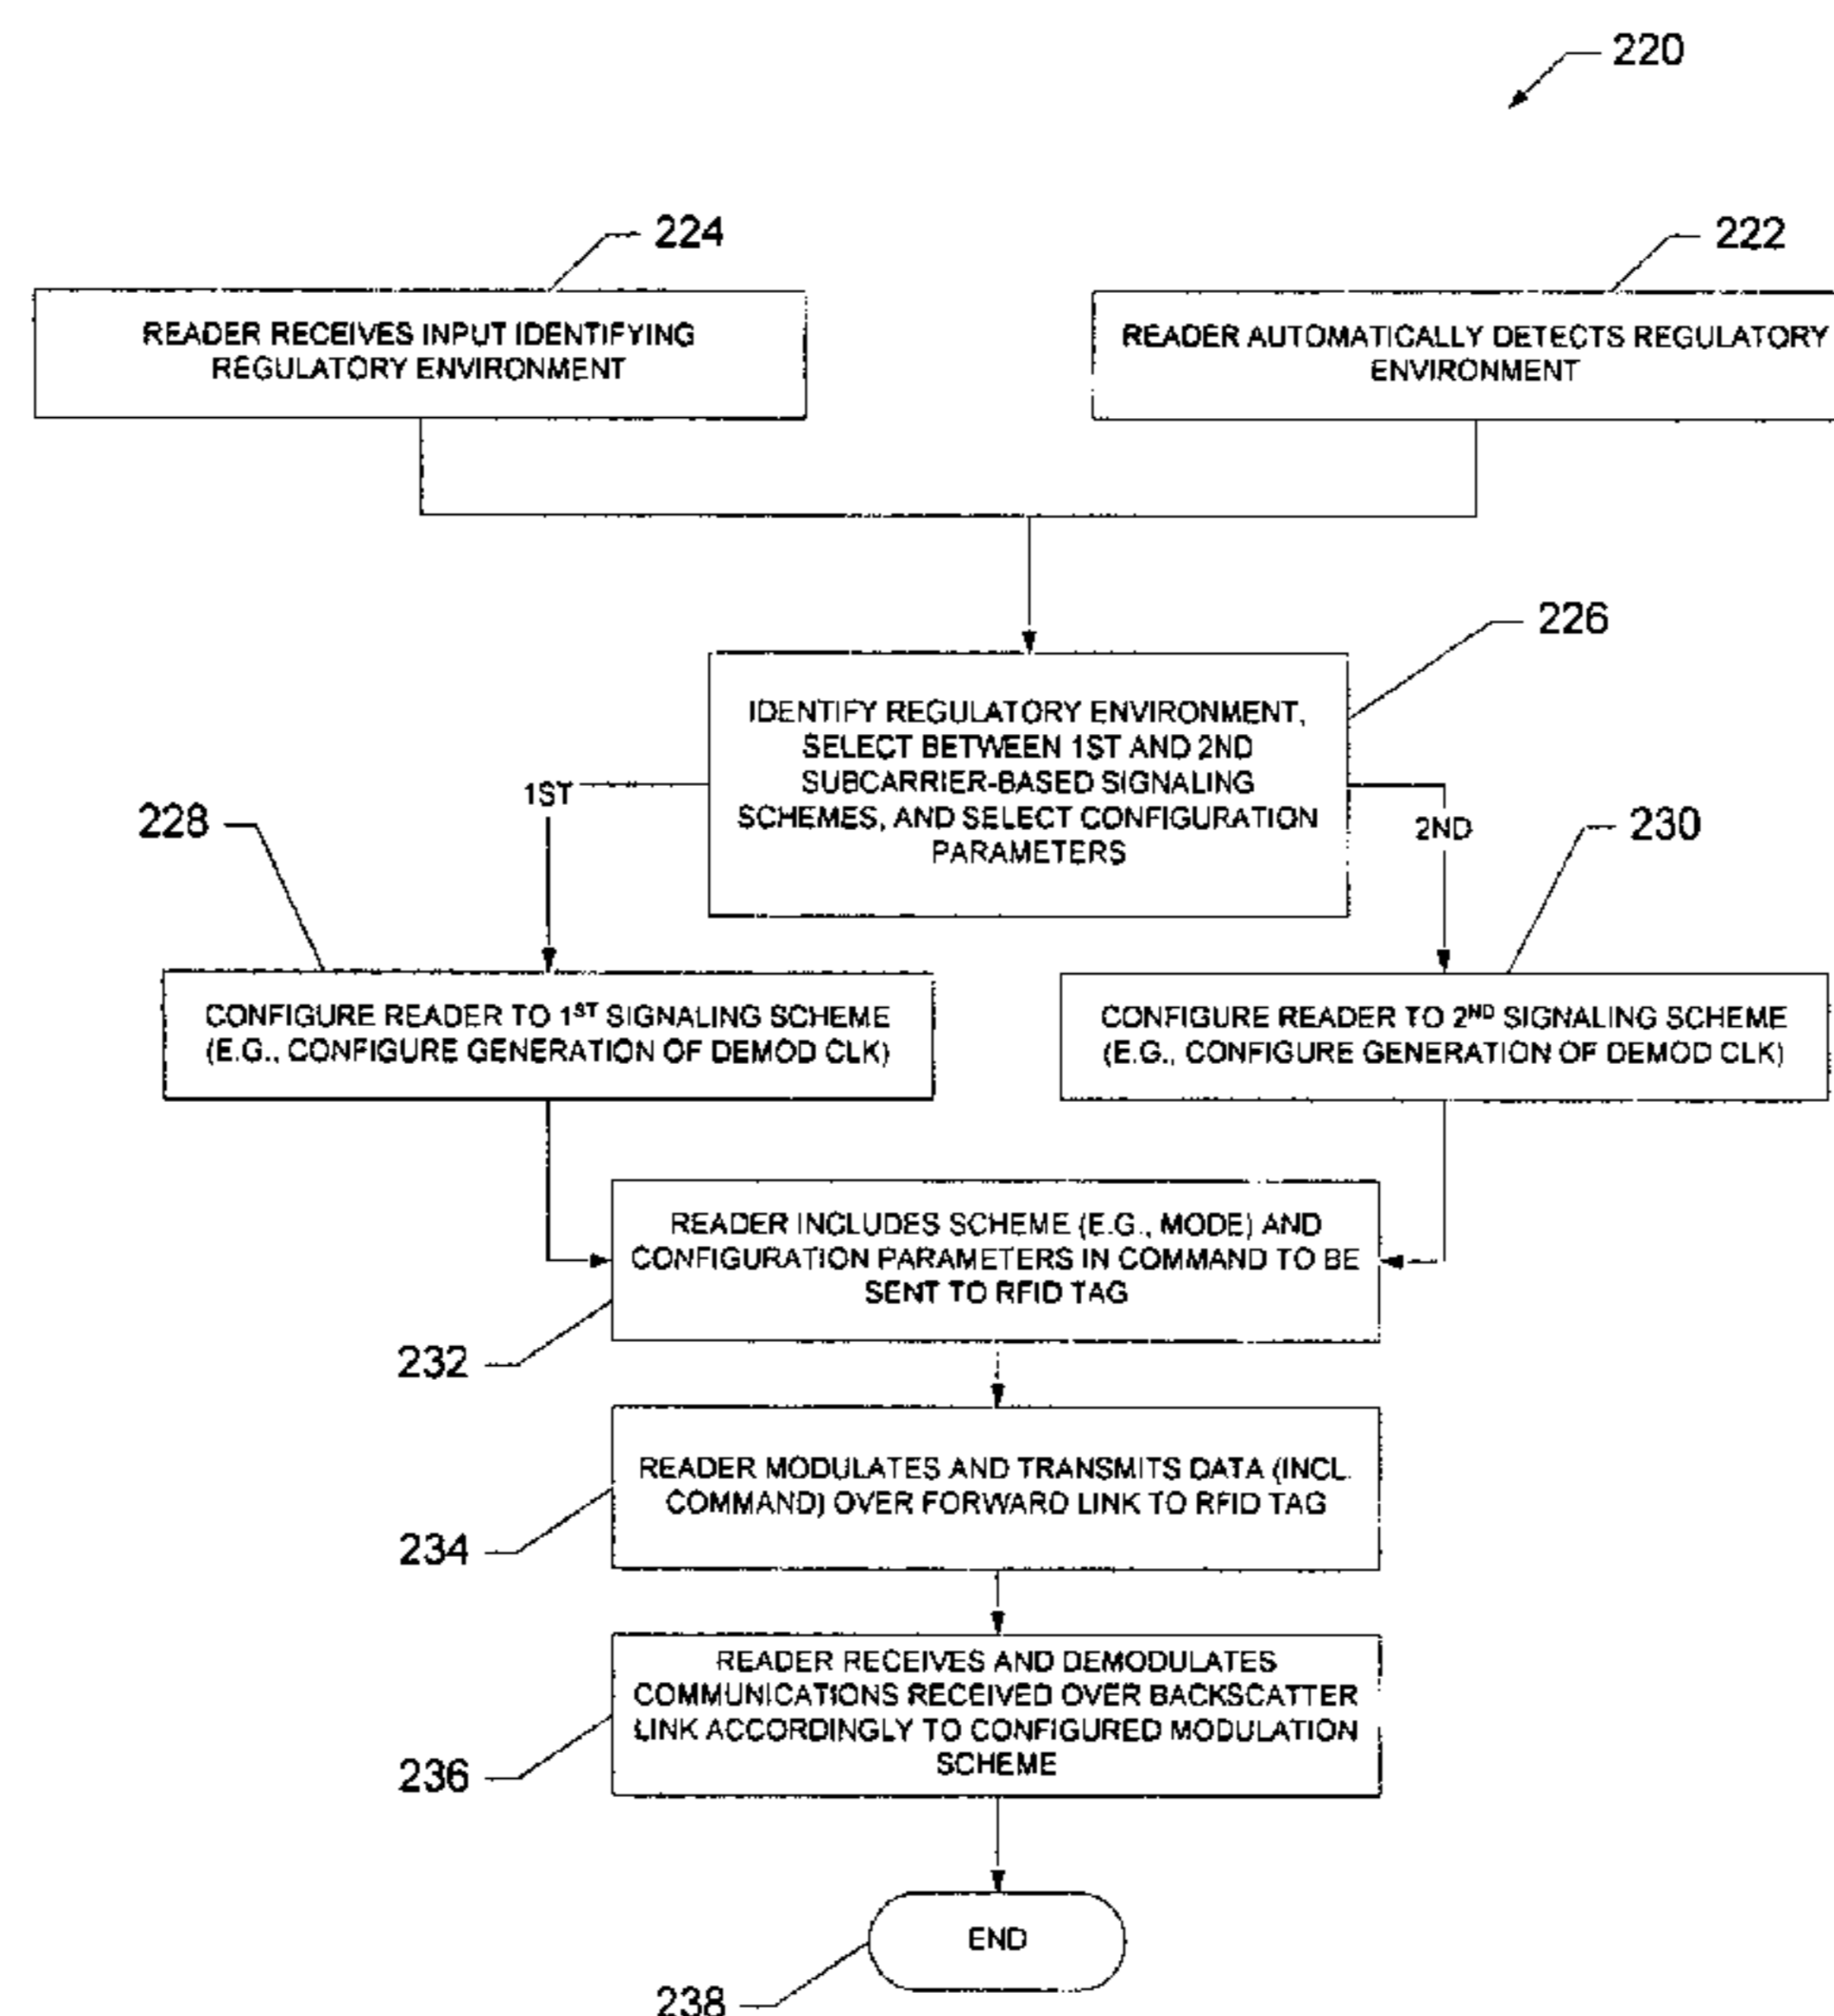 220
224
222
READER RECEIVES INPUT IDENTIFYING
REGULATORY ENVIRONMENT
READER AUTOMATICALLY DETECTS REGULATORY
ENVIRONMENT
226
IDENTIFY REGULATORY ENVIRONMENT,
SELECT BETWEEN 1ST AND 2ND
SUBCARRIER-BASED SIGNALING
SCHEMES, AND SELECT CONFIGURATION
PARAMETERS
1ST
2ND
228
230
CONFIGURE READER TO 1ST SIGNALING SCHEME
(E.G., CONFIGURE GENERATION OF DEMOD CLK)
CONFIGURE READER TO 2ND SIGNALING SCHEME
(E.G., CONFIGURE GENERATION OF DEMOD CLK)
READER INCLUDES SCHEME (E.G., MODE) AND
CONFIGURATION PARAMETERS IN COMMAND TO BE
SENT TO RFID TAG
232
READER MODULATES AND TRANSMITS DATA (INCL.
COMMAND) OVER FORWARD LINK TO RFID TAG
234
READER RECEIVES AND DEMODULATES
COMMUNICATIONS RECEIVED OVER BACKSCATTER
LINK ACCORDINGLY TO CONFIGURED MODULATION
SCHEME
236
END
238